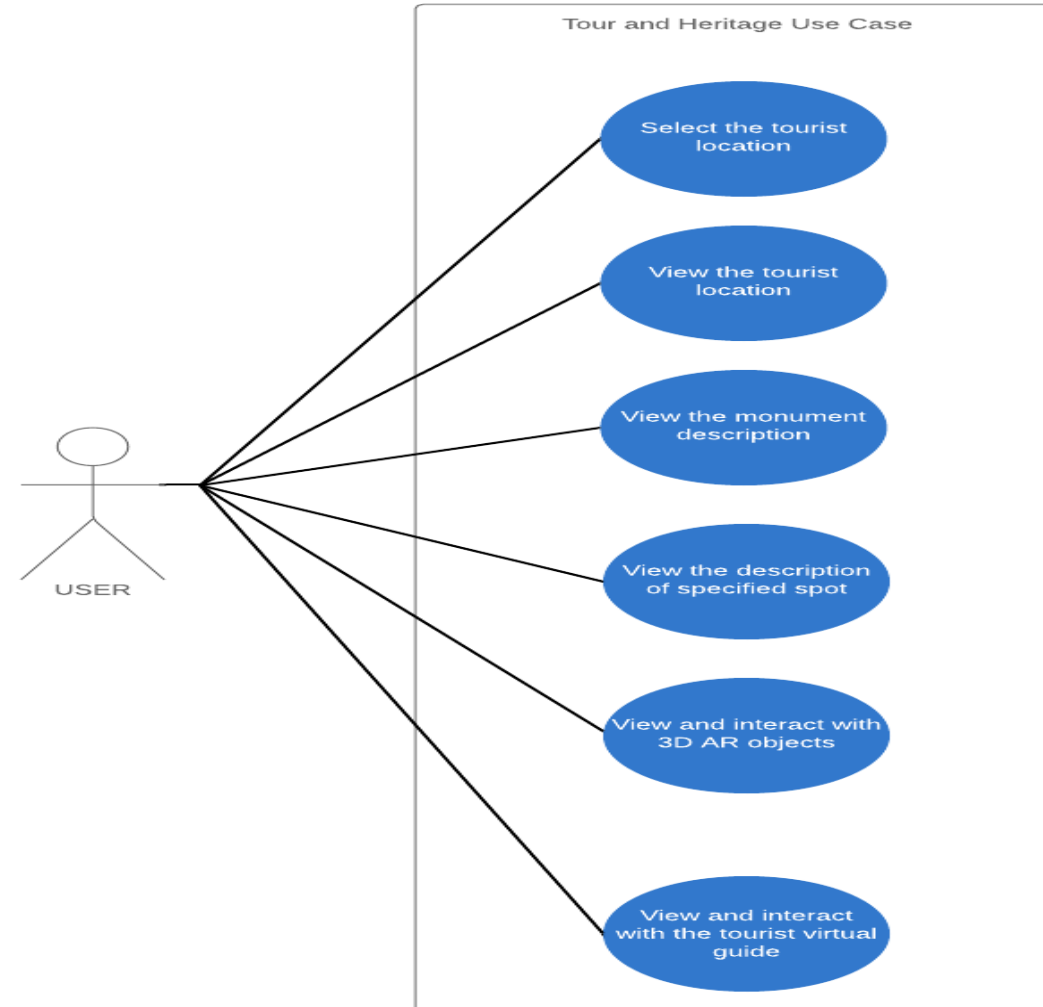 Tour and Heritage Use Case
Select the tourist
location
View the tourist
location
View the monument
description
View the description
of specified spot
USER
View and interact with
3D AR objects
View and interact
with the tourist virtual
guide